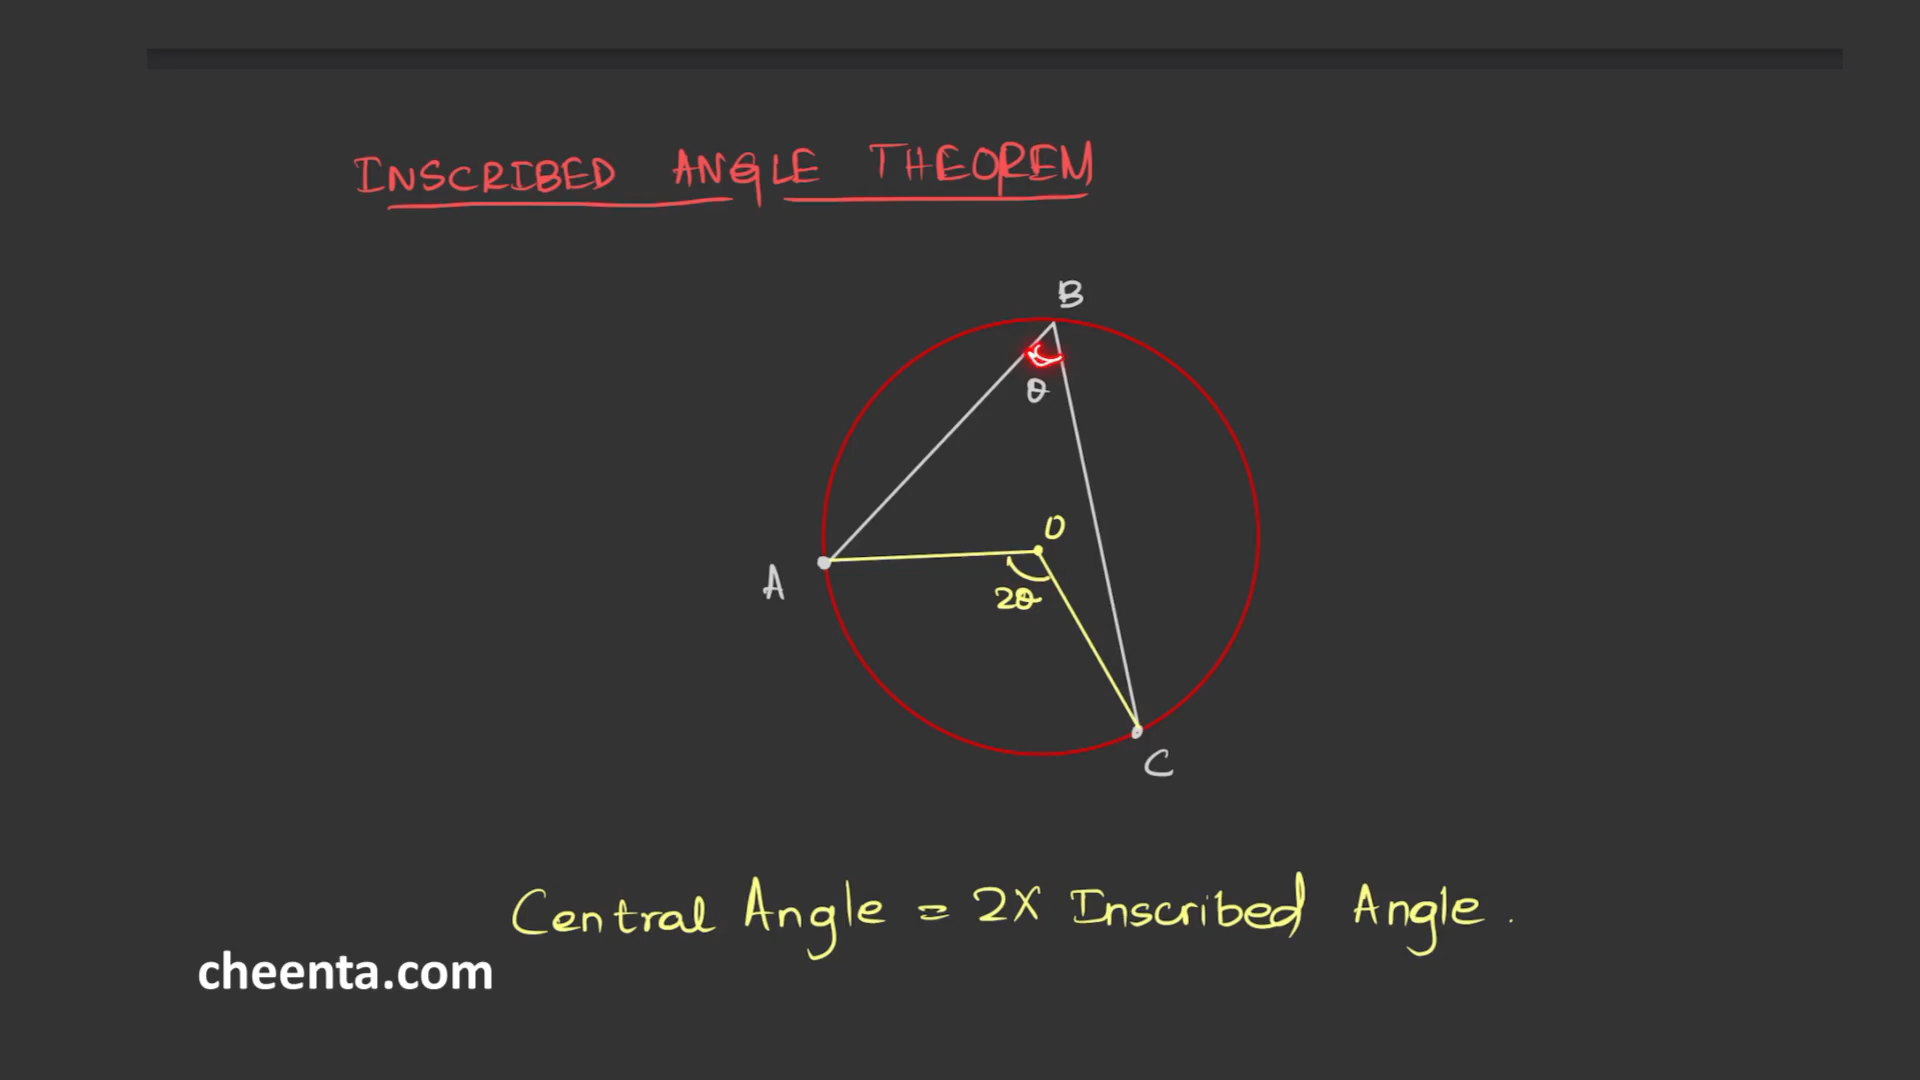 INSCRIBED ANGLE THEOREM
B
θ
O
A
2θ
C
Central Angle = 2X Inscribed Angle.
cheenta.com